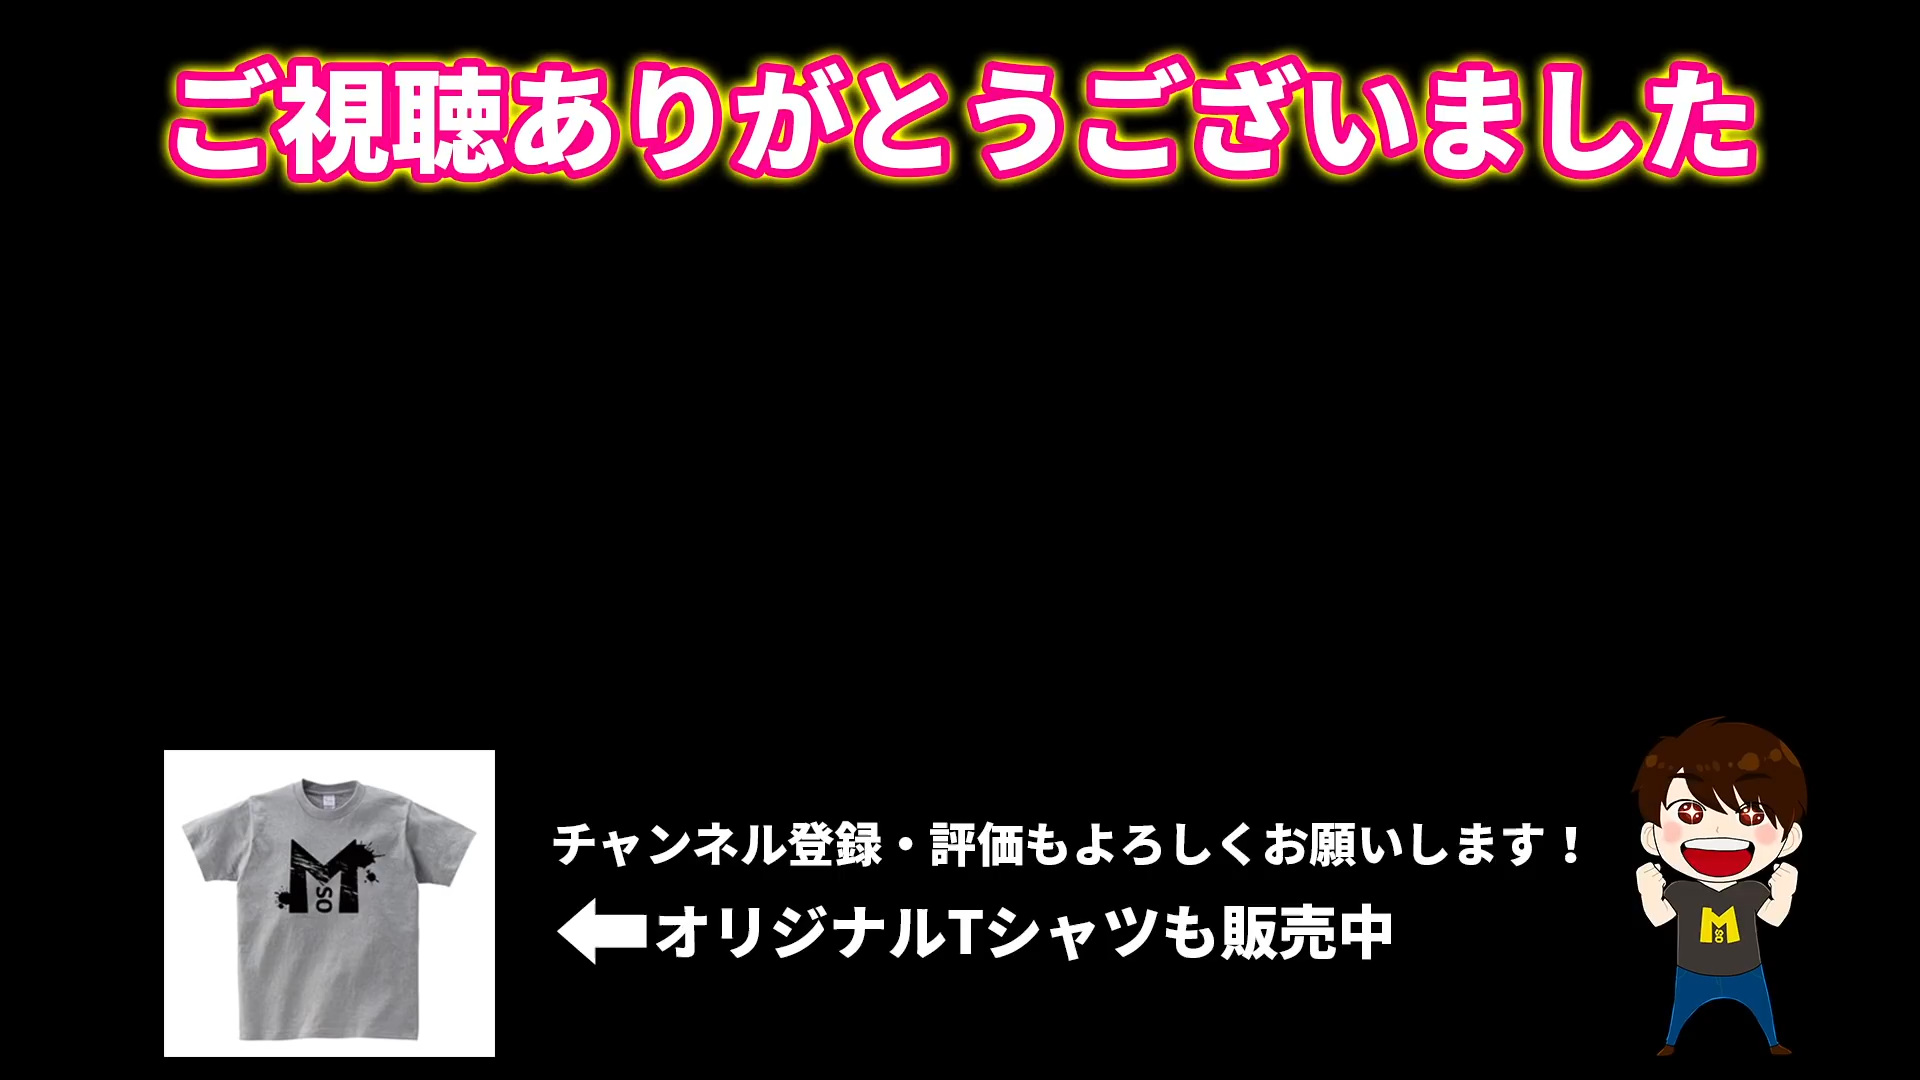 ご視聴ありがとうございました
チャンネル登録・評価もよろしくお願いします！
←オリジナルTシャツも販売中
M
SO
M
SO